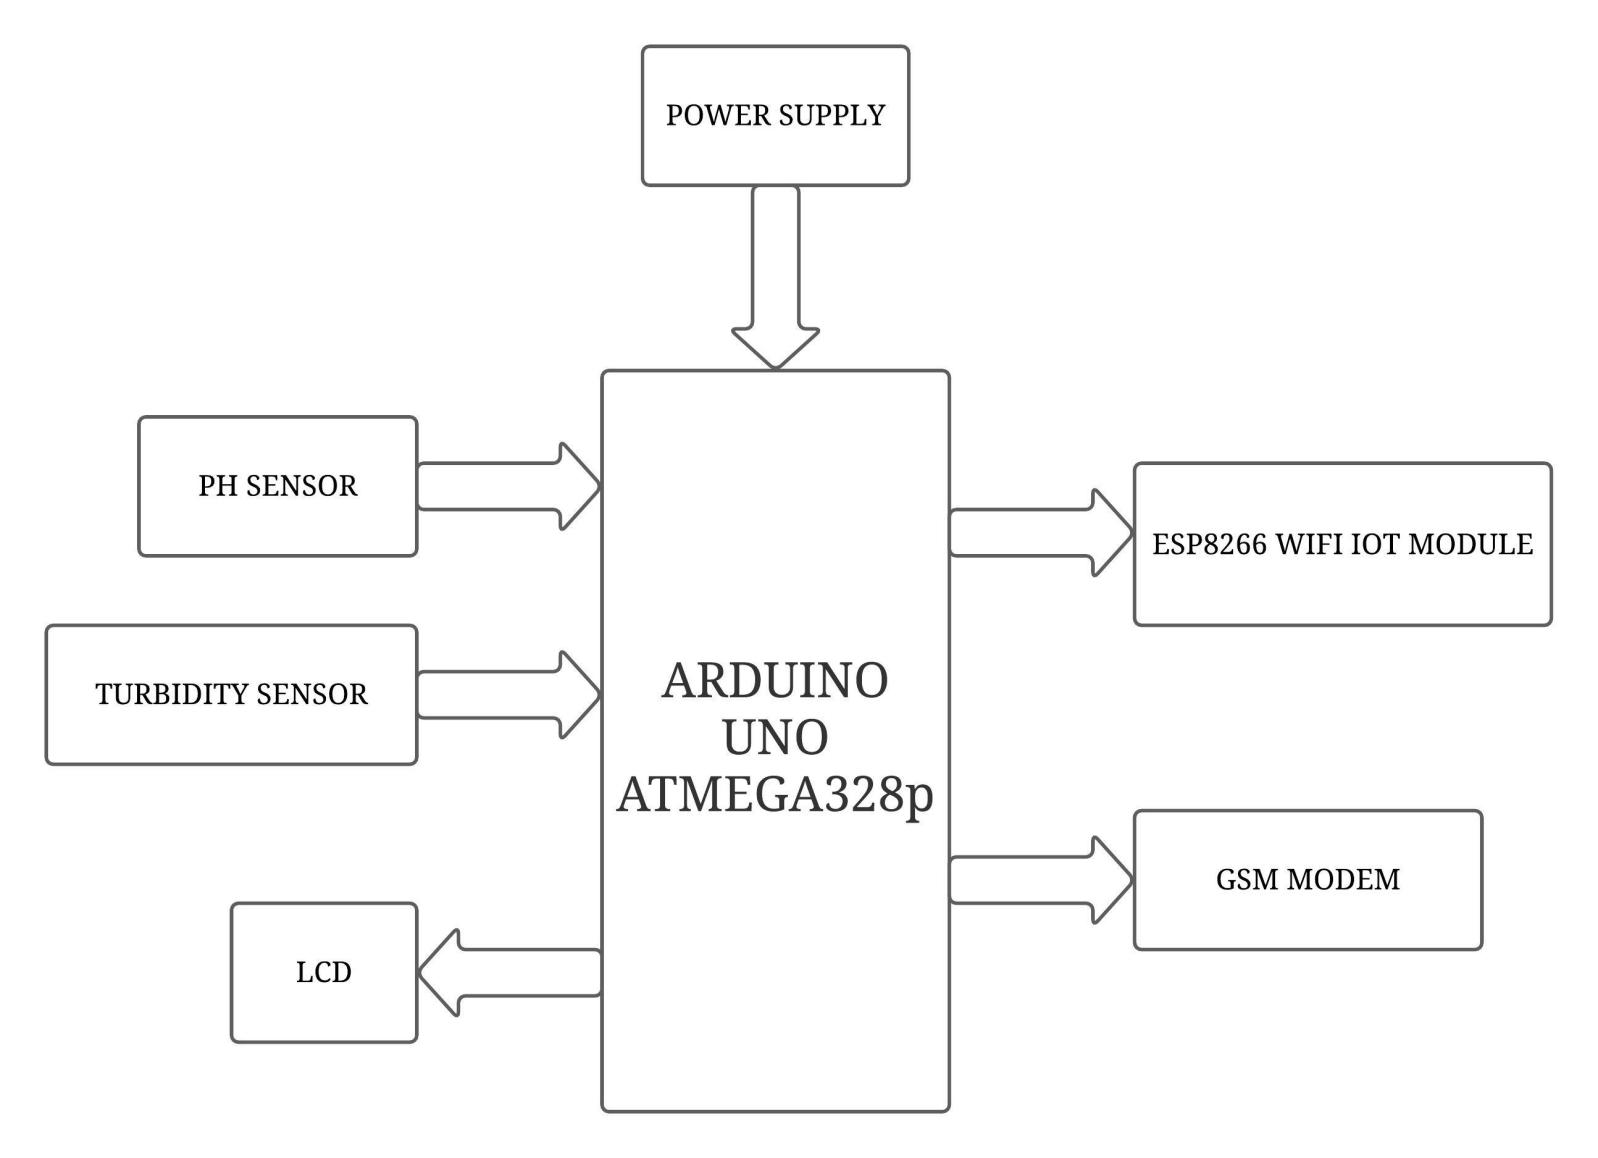 POWER SUPPLY
PH SENSOR
ESP8266 WIFI IOT MODULE
TURBIDITY SENSOR
ARDUINO
UNO
ATMEGA328p
GSM MODEM
LCD